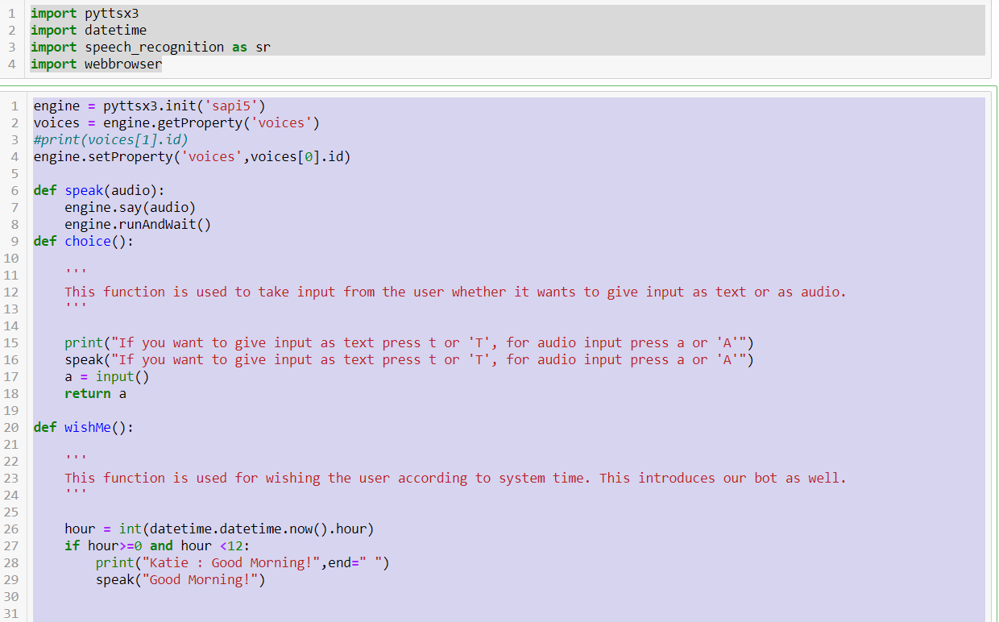 1 import pyttsx3
2 import datetime
3 import speech_recognition as sr
4 import webbrowser
1 engine = pyttsx3.init('sapi5')
2 voices = engine.getProperty('voices')
3 #print(voices[1].id)
4 engine.setProperty('voices',voices[0].id)
5
6 def speak(audio):
7     engine.say(audio)
8     engine.runAndWait()
9 def choice():
10
11     '''
12     This function is used to take input from the user whether it wants to give input as text or as audio.
13     '''
14
15     print("If you want to give input as text press t or 'T', for audio input press a or 'A'")
16     speak("If you want to give input as text press t or 'T', for audio input press a or 'A'")
17     a = input()
18     return a
19
20 def wishMe():
21
22     '''
23     This function is used for wishing the user according to system time. This introduces our bot as well.
24     '''
25
26     hour = int(datetime.datetime.now().hour)
27     if hour>=0 and hour <12:
28         print("Katie : Good Morning!",end=" ")
29         speak("Good Morning!")
30
31